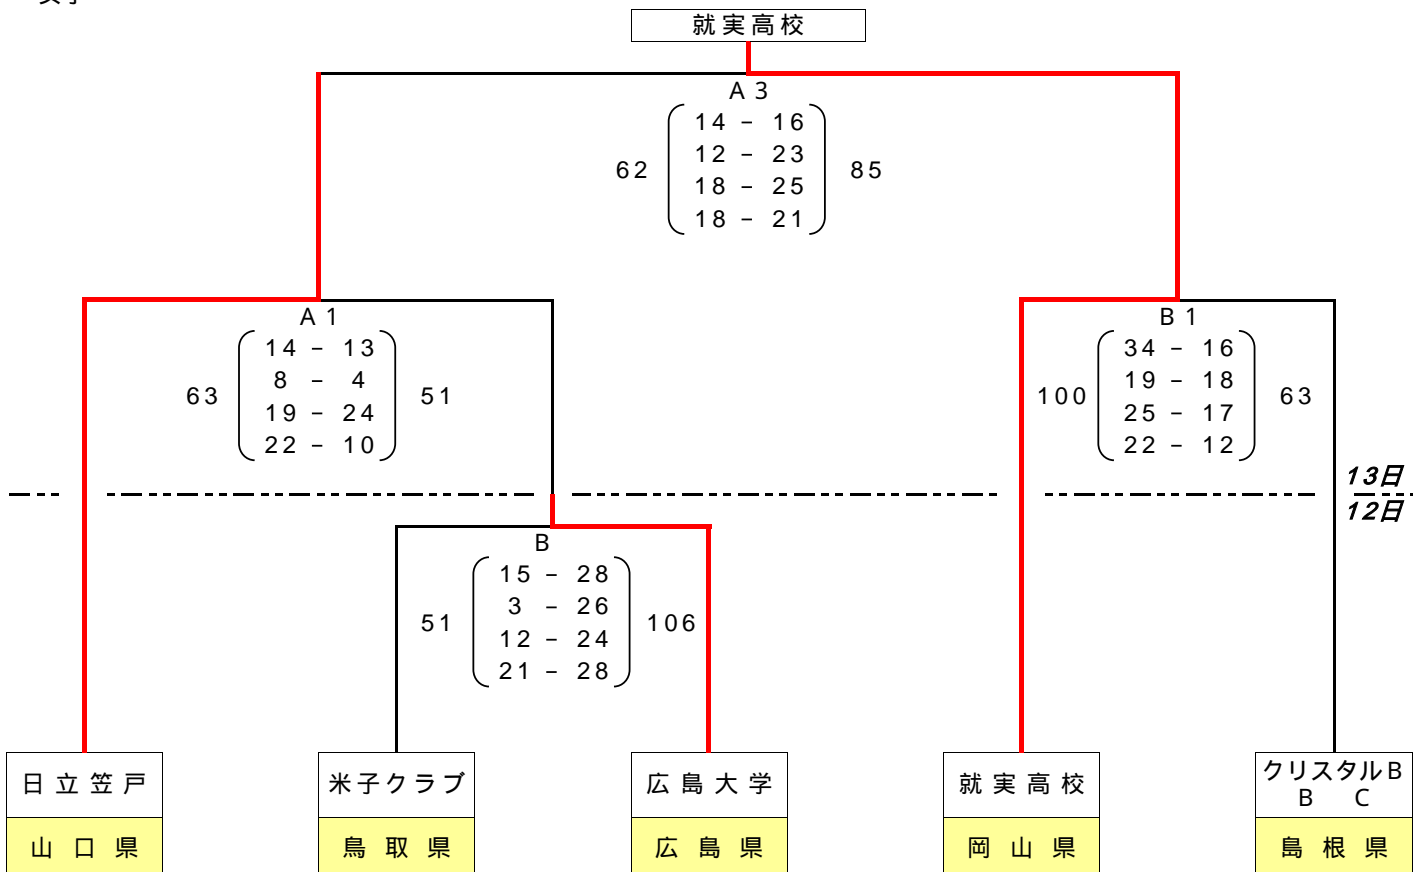 就実高校
A 3
14 - 16
12 - 23
62 85
18 - 25
18 - 21
A 1
14 - 13
8 - 4
63 51
19 - 24
22 - 10
B 1
34 - 16
19 - 18
100 63
25 - 17
22 - 12
13日
12日
B
15 - 28
3 - 26
51 106
12 - 24
21 - 28
日立笠戸
山口県
米子クラブ
鳥取県
広島大学
広島県
就実高校
岡山県
クリスタルB
B C
島根県